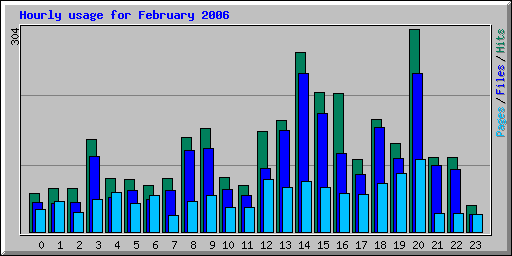 Hourly usage for February 2006
304
Pages / Files / Hits
0 1 2 3 4 5 6 7 8 9 10 11 12 13 14 15 16 17 18 19 20 21 22 23